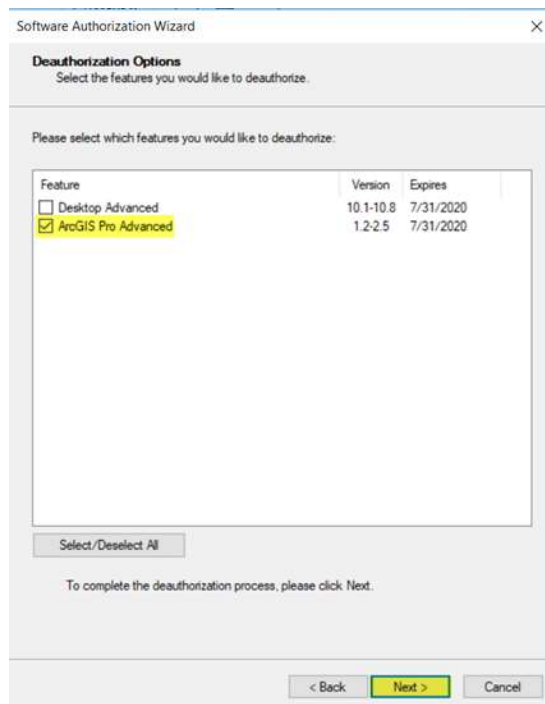 Software Authorization Wizard
Deauthorization Options
Select the features you would like to deauthorize.
Please select which features you would like to deauthorize:
Feature Version Expires
Desktop Advanced 10.1-10.8 7/31/2020
ArcGIS Pro Advanced 1.2-2.5 7/31/2020
Select/Deselect All
To complete the deauthorization process, please click Next.
< Back Next > Cancel